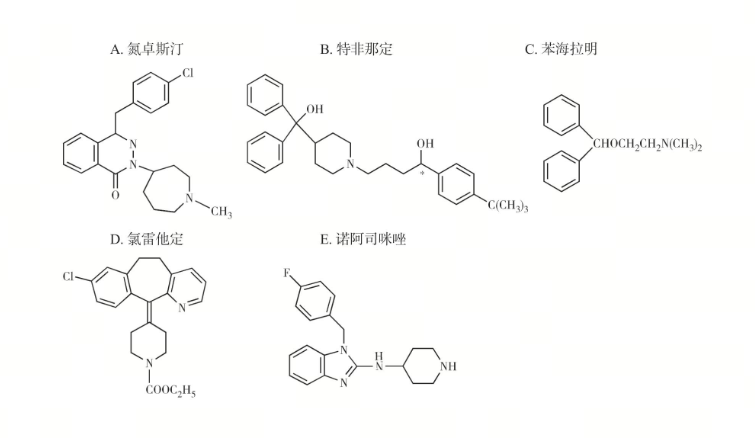 A. 氮卓斯汀
B. 特非那定
C. 苯海拉明
Cl
N
N
O
N
CH₃
OH
N
OH
*
C(CH₃)₃
CHOCH₂CH₂N(CH₃)₂
D. 氯雷他定
E. 诺阿司咪唑
Cl
N
N
COOC₂H₅
F
N
N
H
N
NH